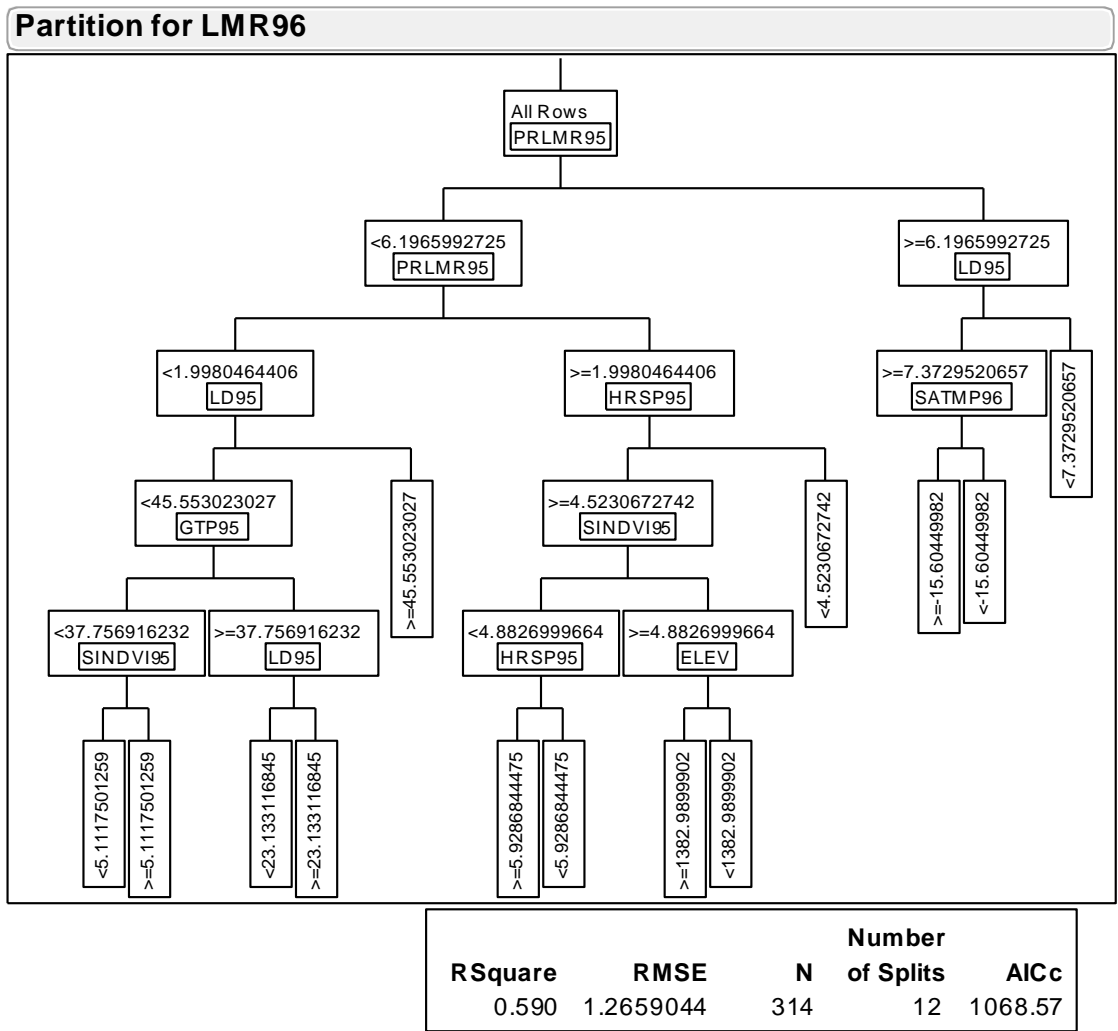 Partition for LMR96
All Rows
PRLMR95
<6.1965992725
PRLMR95
>=6.1965992725
LD95
<1.9980464406
LD95
>=1.9980464406
HRSP95
>=7.3729520657
SATMP96
<7.3729520657
<45.553023027
GTP95
>=45.553023027
>=4.5230672742
SINDVI95
<4.5230672742
>=-15.60449982
<-15.60449982
<37.756916232
SINDVI95
>=37.756916232
LD95
<4.8826999664
HRSP95
>=4.8826999664
ELEV
<5.1117501259
>=5.1117501259
<23.133116845
>=23.133116845
>=5.9286844475
<5.9286844475
>=1382.9899902
<1382.9899902
Number
RSquare RMSE N of Splits AICc
0.590 1.2659044 314 12 1068.57